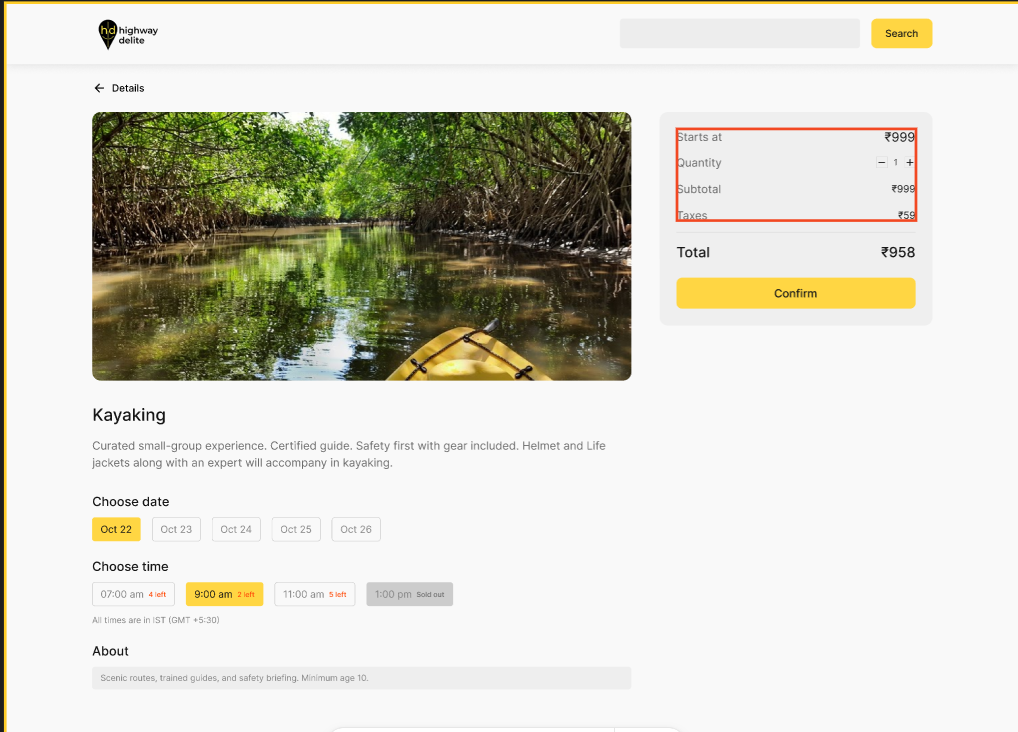 hd highway
delite
Search
Details
Starts at ₹999
Quantity − 1 +
Subtotal ₹999
Taxes ₹59
Total ₹958
Confirm
Kayaking
Curated small-group experience. Certified guide. Safety first with gear included. Helmet and Life
jackets along with an expert will accompany in kayaking.
Choose date
Oct 22 Oct 23 Oct 24 Oct 25 Oct 26
Choose time
07:00 am 4 left 9:00 am 2 left 11:00 am 5 left 1:00 pm Sold out
All times are in IST (GMT +5:30)
About
Scenic routes, trained guides, and safety briefing. Minimum age 10.